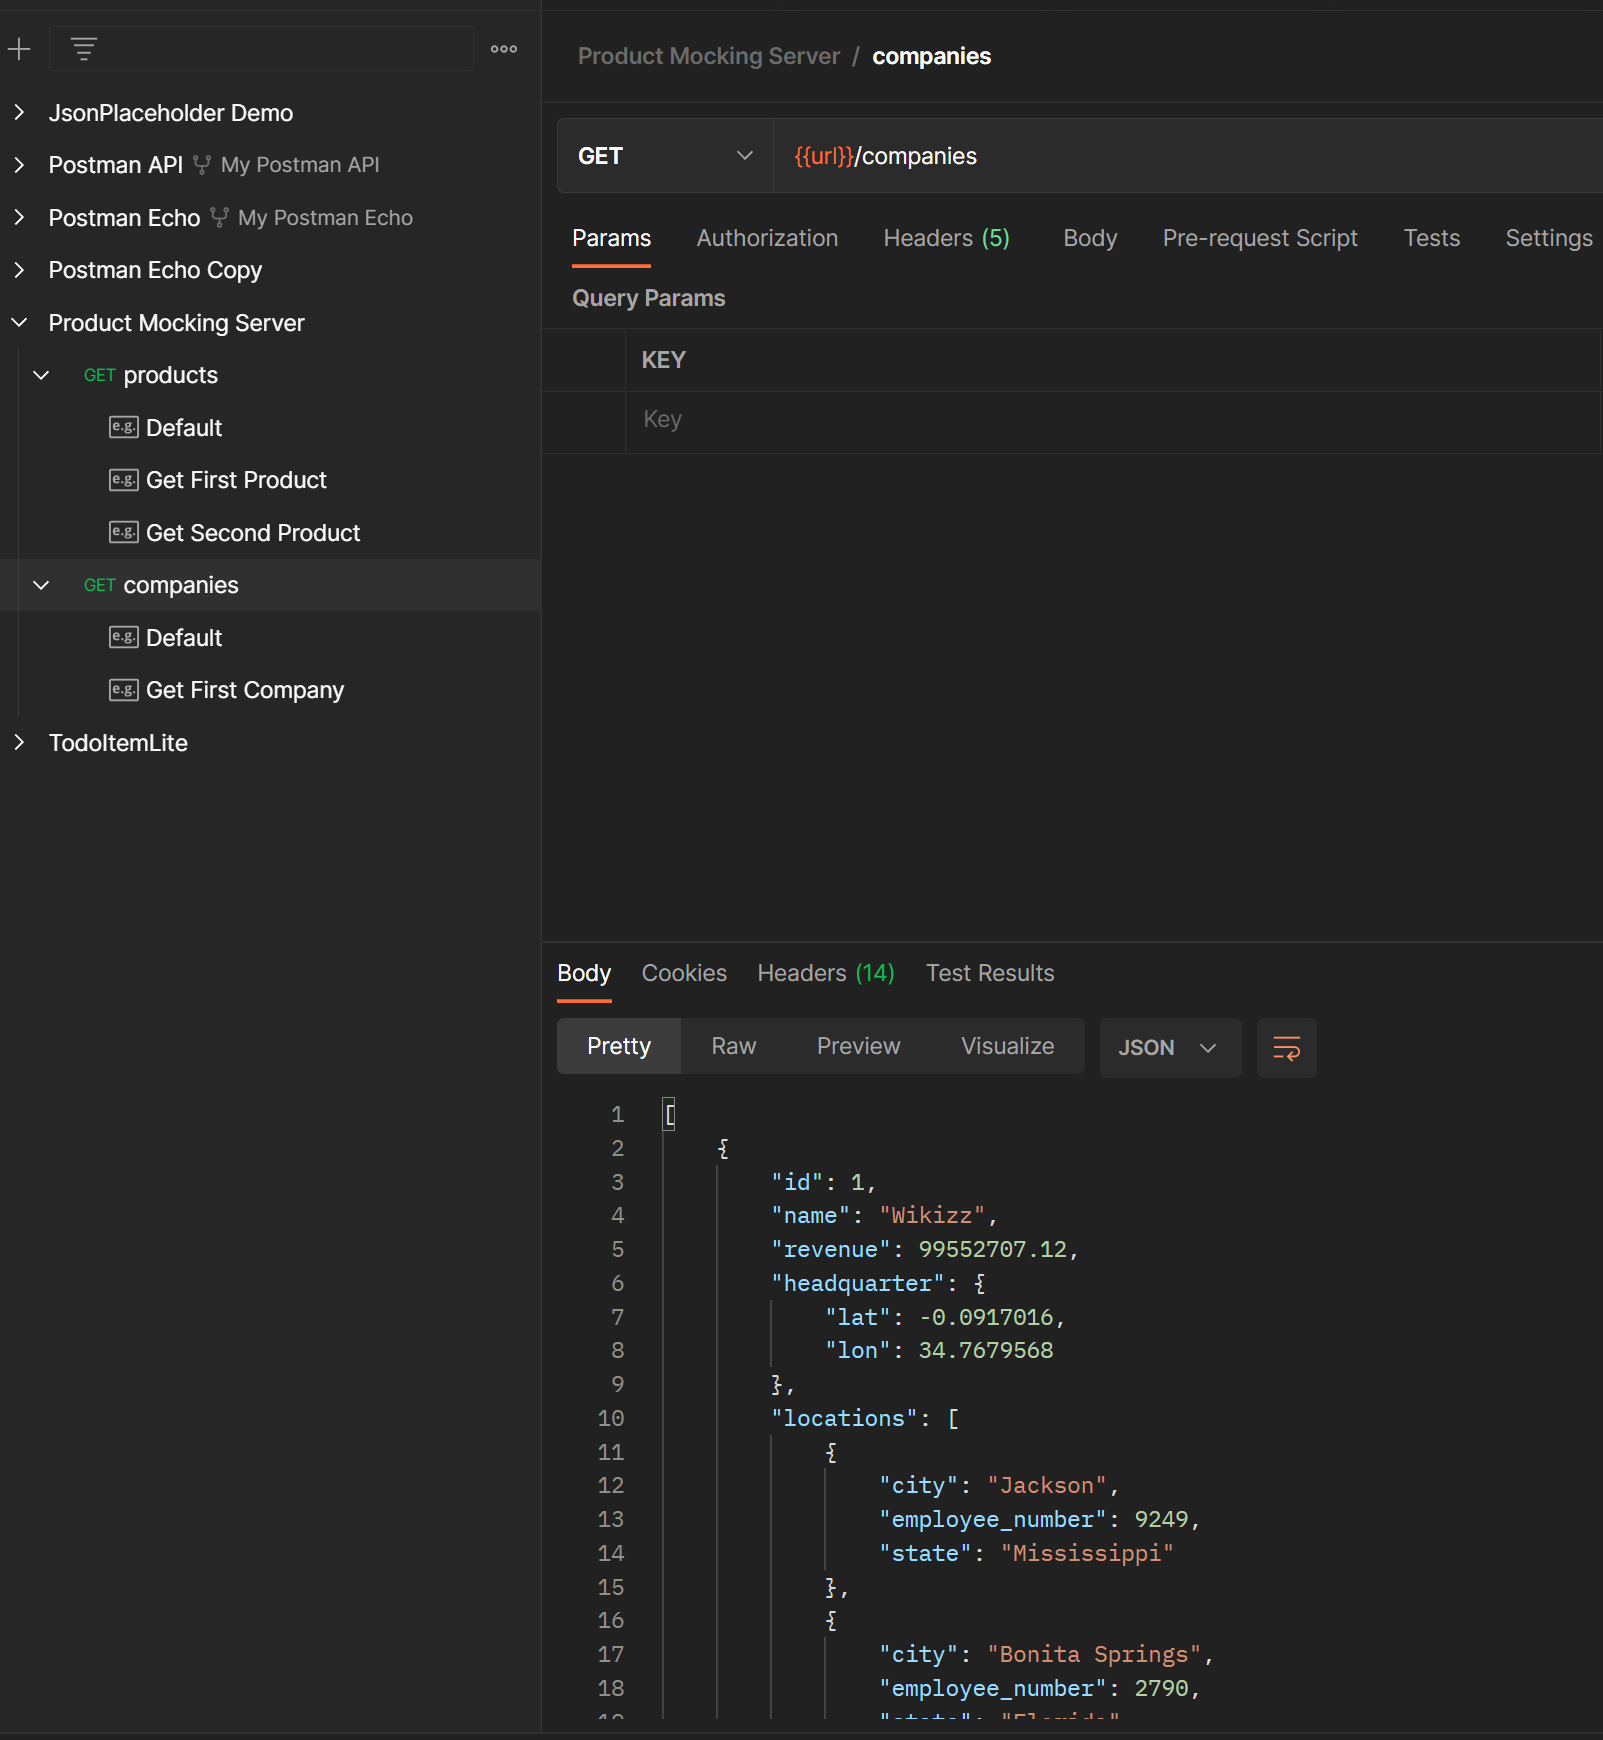 JsonPlaceholder Demo
Postman API My Postman API
Postman Echo My Postman Echo
Postman Echo Copy
Product Mocking Server
GET products
e.g. Default
e.g. Get First Product
e.g. Get Second Product
GET companies
e.g. Default
e.g. Get First Company
TodoItemLite
Product Mocking Server / companies
GET {{url}}/companies
Params Authorization Headers (5) Body Pre-request Script Tests Settings
Query Params
KEY
Key
Body Cookies Headers (14) Test Results
Pretty Raw Preview Visualize JSON
1 [
2 {
3 "id": 1,
4 "name": "Wikizz",
5 "revenue": 99552707.12,
6 "headquarter": {
7 "lat": -0.0917016,
8 "lon": 34.7679568
9 },
10 "locations": [
11 {
12 "city": "Jackson",
13 "employee_number": 9249,
14 "state": "Mississippi"
15 },
16 {
17 "city": "Bonita Springs",
18 "employee_number": 2790,
19 "state": "Florida"